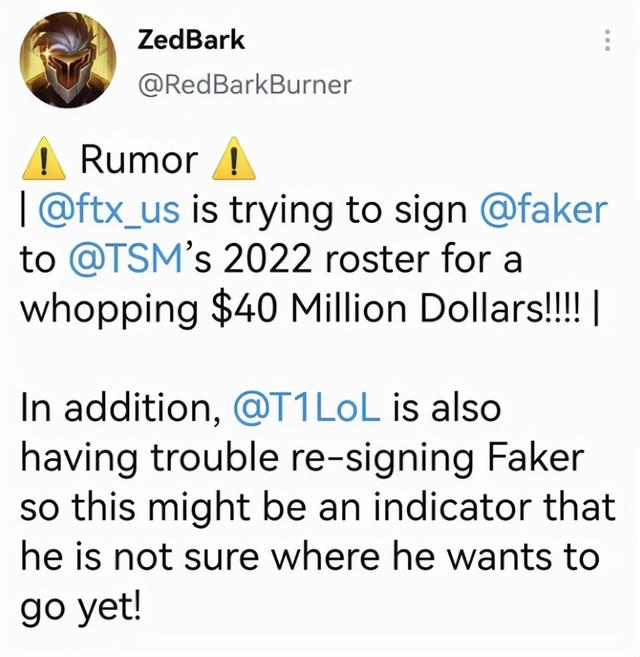 ZedBark
@RedBarkBurner
⚠️ Rumor ⚠️
| @ftx_us is trying to sign @faker
to @TSM’s 2022 roster for a
whopping $40 Million Dollars!!!! |
In addition, @T1LoL is also
having trouble re-signing Faker
so this might be an indicator that
he is not sure where he wants to
go yet!